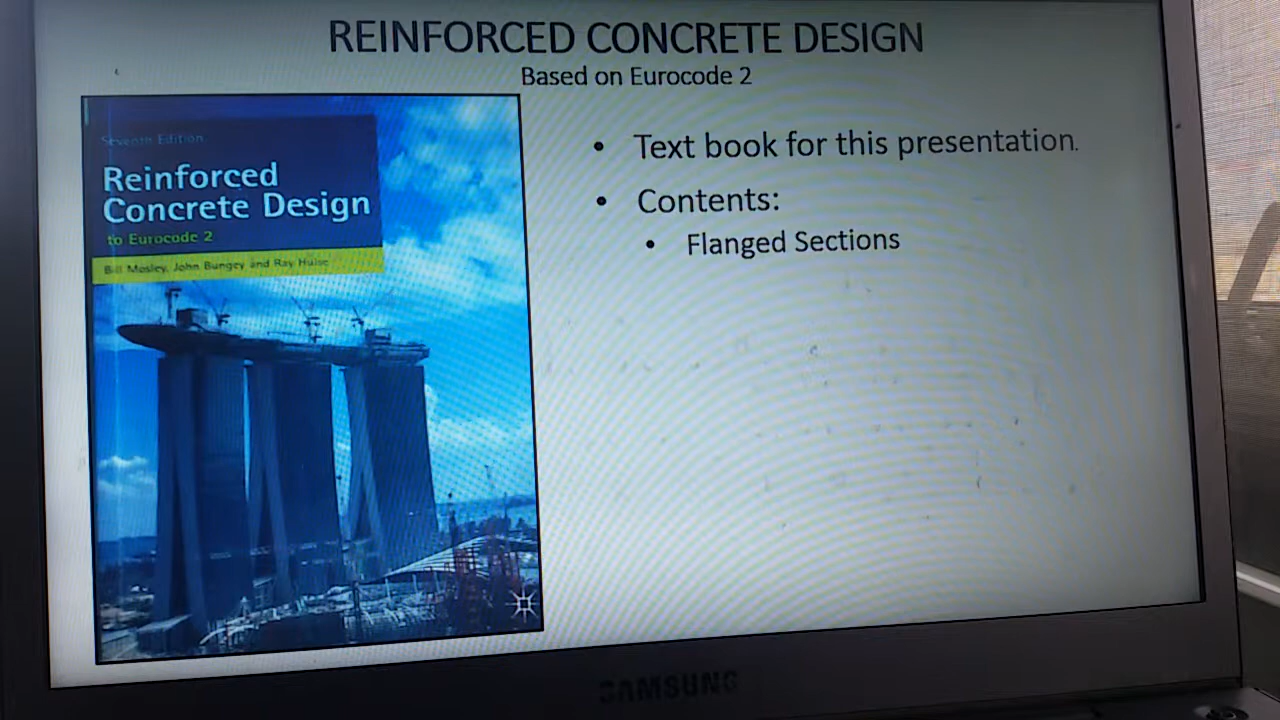 REINFORCED CONCRETE DESIGN
Based on Eurocode 2
Seventh Edition
Reinforced
Concrete Design
to Eurocode 2
Bill Mosley, John Bungey and Ray Hulse
• Text book for this presentation.
• Contents:
• Flanged Sections
SAMSUNG